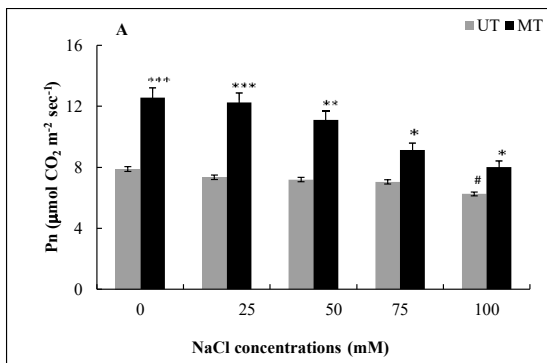 A
UT MT
Pn (µmol CO₂ m⁻² sec⁻¹)
16
12
8
4
0
*** *** ** * # *
0 25 50 75 100
NaCl concentrations (mM)